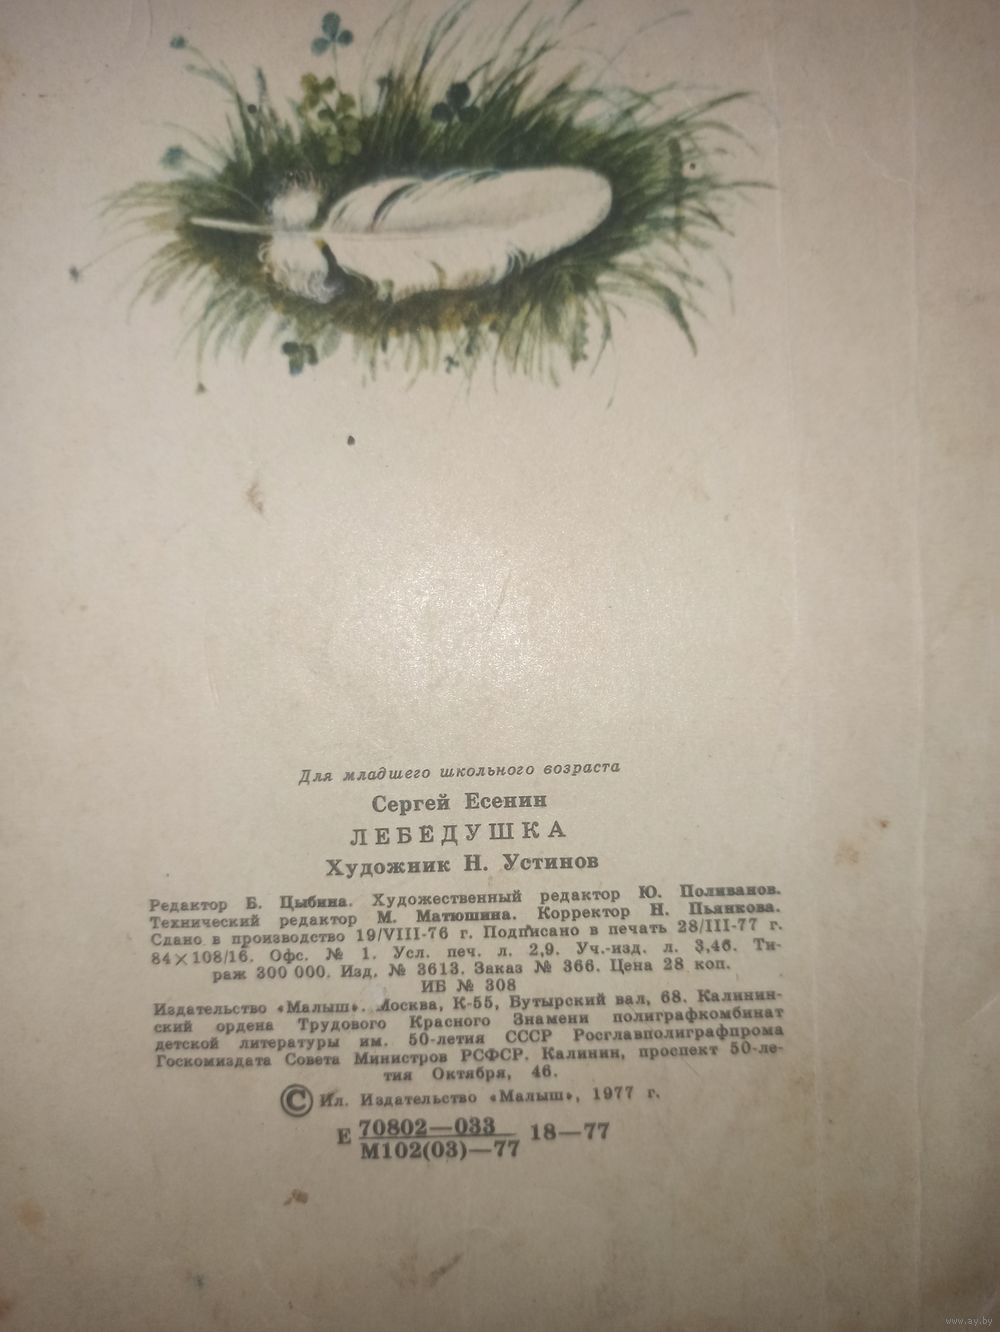 Для младшего школьного возраста
Сергей Есенин
ЛЕБЁДУШКА
Художник Н. Устинов
Редактор Б. Цыбина. Художественный редактор Ю. Поливанов.
Технический редактор М. Матюшина. Корректор Н. Пьянкова.
Сдано в производство 19/VIII-76 г. Подписано в печать 28/III-77 г.
84×108/16. Офс. № 1. Усл. печ. л. 2,9. Уч.-изд. л. 3,46. Ти-
раж 300 000. Изд. № 3613. Заказ № 366. Цена 28 коп.
ИБ № 308
Издательство «Малыш». Москва, К-55, Бутырский вал, 68. Калинин-
ский ордена Трудового Красного Знамени полиграфкомбинат
детской литературы им. 50-летия СССР Росглавполиграфпрома
Госкомиздата Совета Министров РСФСР. Калинин, проспект 50-ле-
тия Октября, 46.
© Ил. Издательство «Малыш», 1977 г.
Е 70802—033 18—77
М102(03)—77
www.ay.by